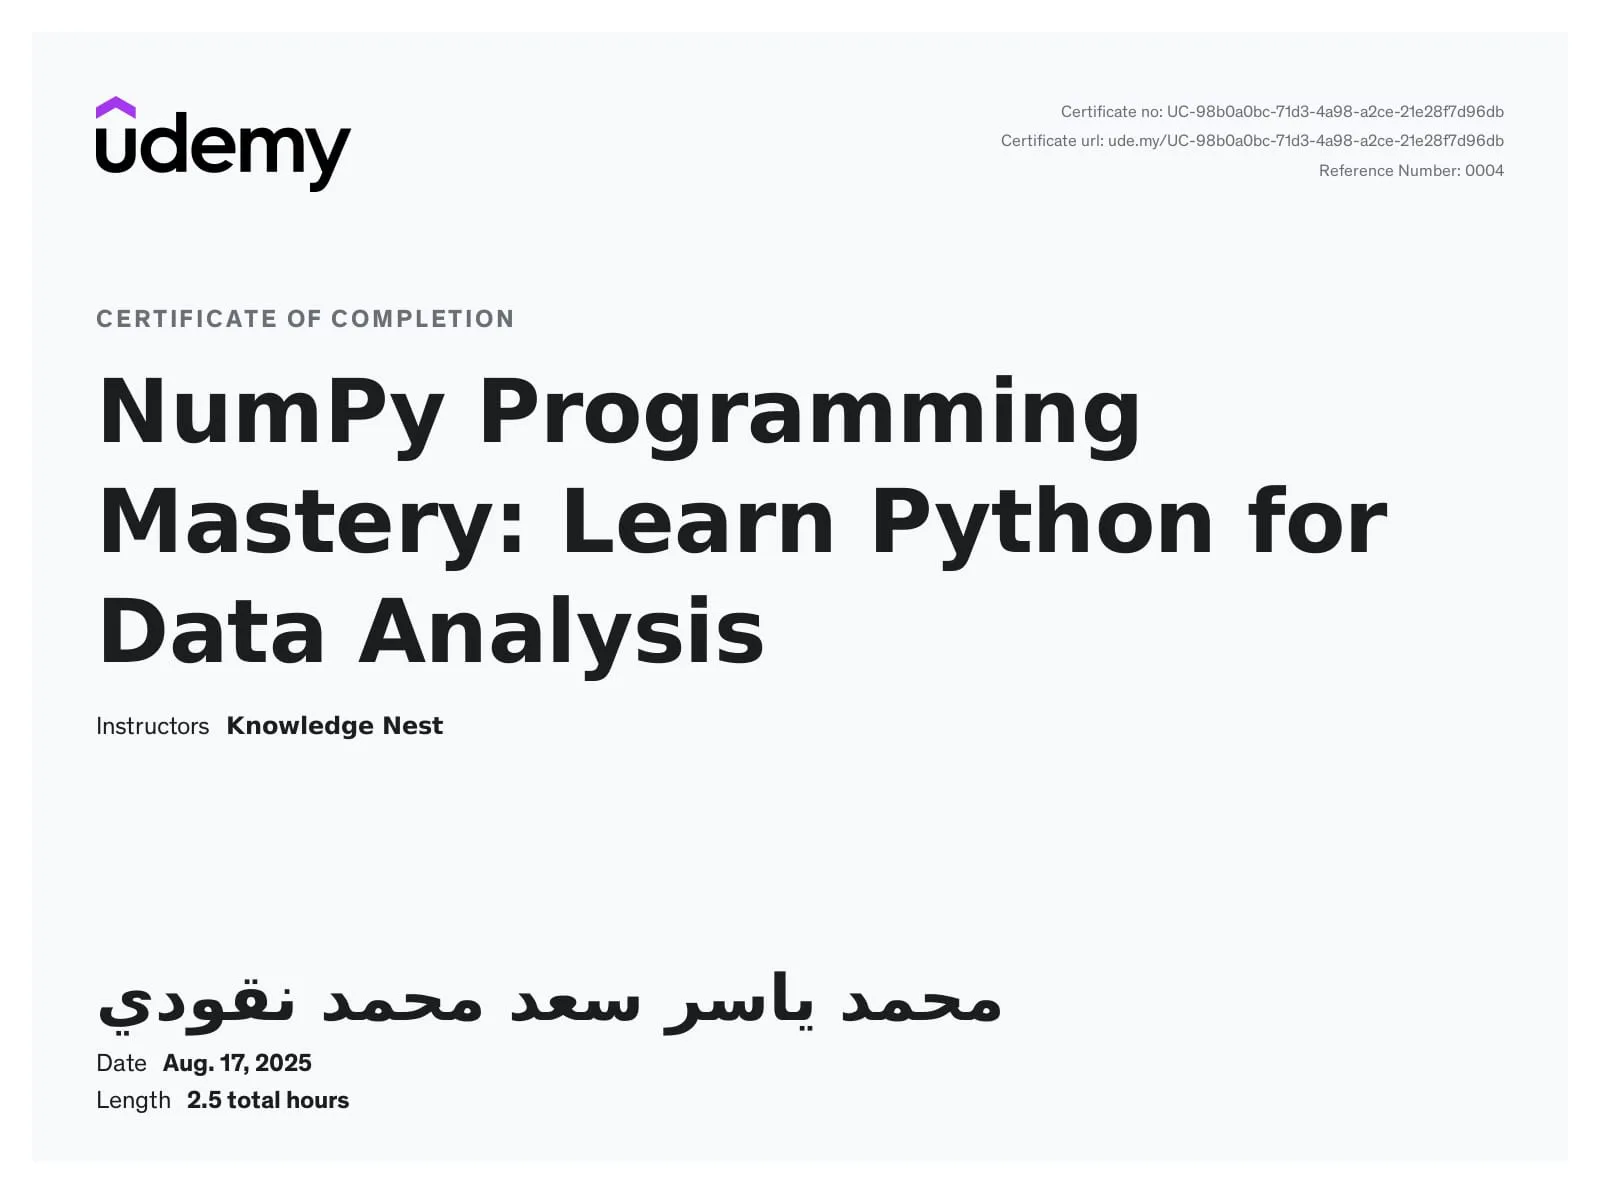 udemy
Certificate no: UC-98b0a0bc-71d3-4a98-a2ce-21e28f7d96db
Certificate url: ude.my/UC-98b0a0bc-71d3-4a98-a2ce-21e28f7d96db
Reference Number: 0004
CERTIFICATE OF COMPLETION
NumPy Programming
Mastery: Learn Python for
Data Analysis
Instructors Knowledge Nest
محمد ياسر سعد محمد نقودي
Date Aug. 17, 2025
Length 2.5 total hours